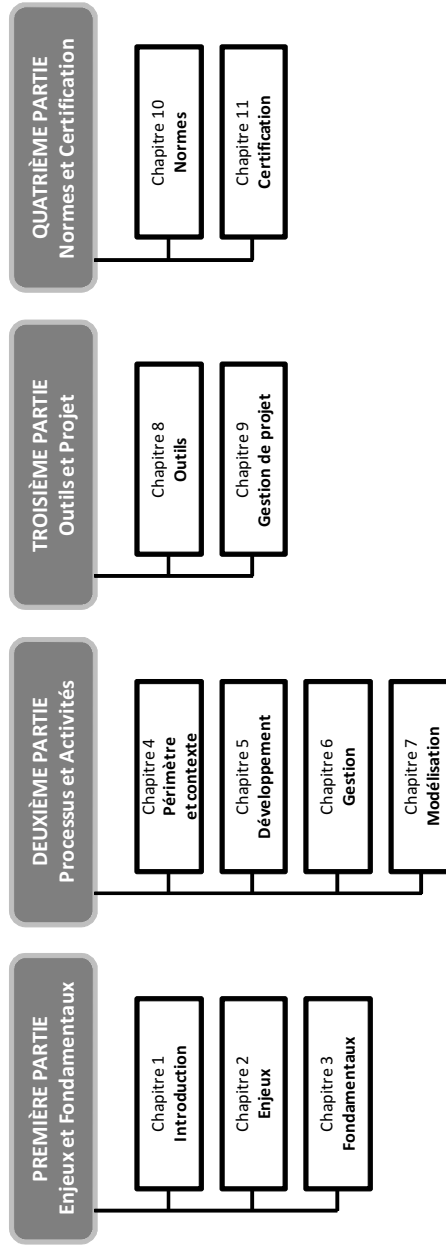 PREMIÈRE PARTIE
Enjeux et Fondamentaux
Chapitre 1
Introduction
Chapitre 2
Enjeux
Chapitre 3
Fondamentaux
DEUXIÈME PARTIE
Processus et Activités
Chapitre 4
Périmètre
et contexte
Chapitre 5
Développement
Chapitre 6
Gestion
Chapitre 7
Modélisation
TROISIÈME PARTIE
Outils et Projet
Chapitre 8
Outils
Chapitre 9
Gestion de projet
QUATRIÈME PARTIE
Normes et Certification
Chapitre 10
Normes
Chapitre 11
Certification